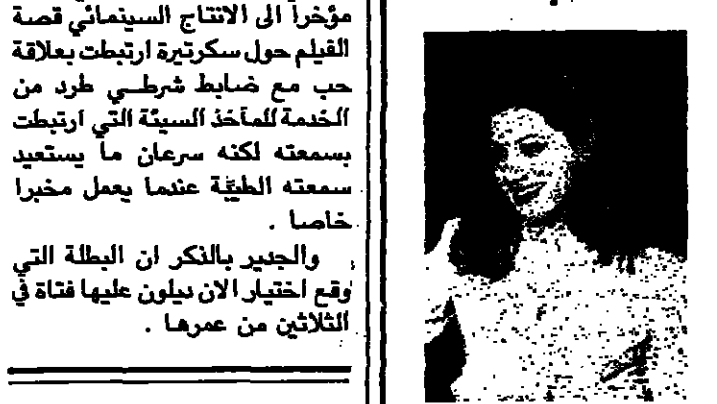 مؤخراً الى الانتاج السينمائي قصة
الفيلم حول سكرتيرة ارتبطت بعلاقة
حب مع ضابط شرطي طرد من
الخدمة للمآخذ السيئة التي ارتبطت
بسمعته لكنه سرعان ما يستعيد
سمعته الطيّبة عندما يعمل مخبرا
خاصا .
والجدير بالذكر ان البطلة التي
وقع اختيار الان ديلون عليها فتاة في
الثلاثين من عمرها .